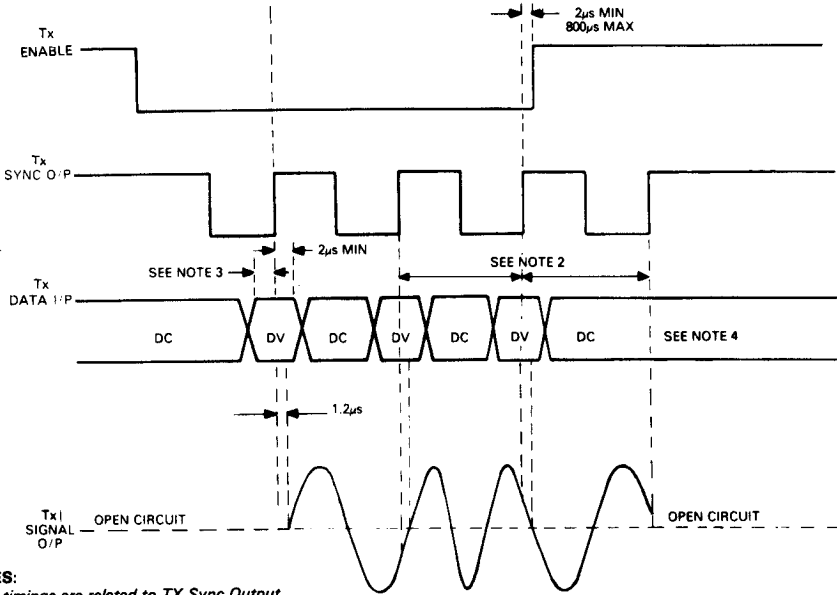 2µs MIN
800µs MAX
Tx
ENABLE
Tx
SYNC O/P
2µs MIN
SEE NOTE 3
SEE NOTE 2
Tx
DATA I/P
DC
DV
DC
DV
DC
DV
DC
SEE NOTE 4
1.2µs
Tx
SIGNAL
O/P
OPEN CIRCUIT
OPEN CIRCUIT
ES:
timings are related to TX Sync Output